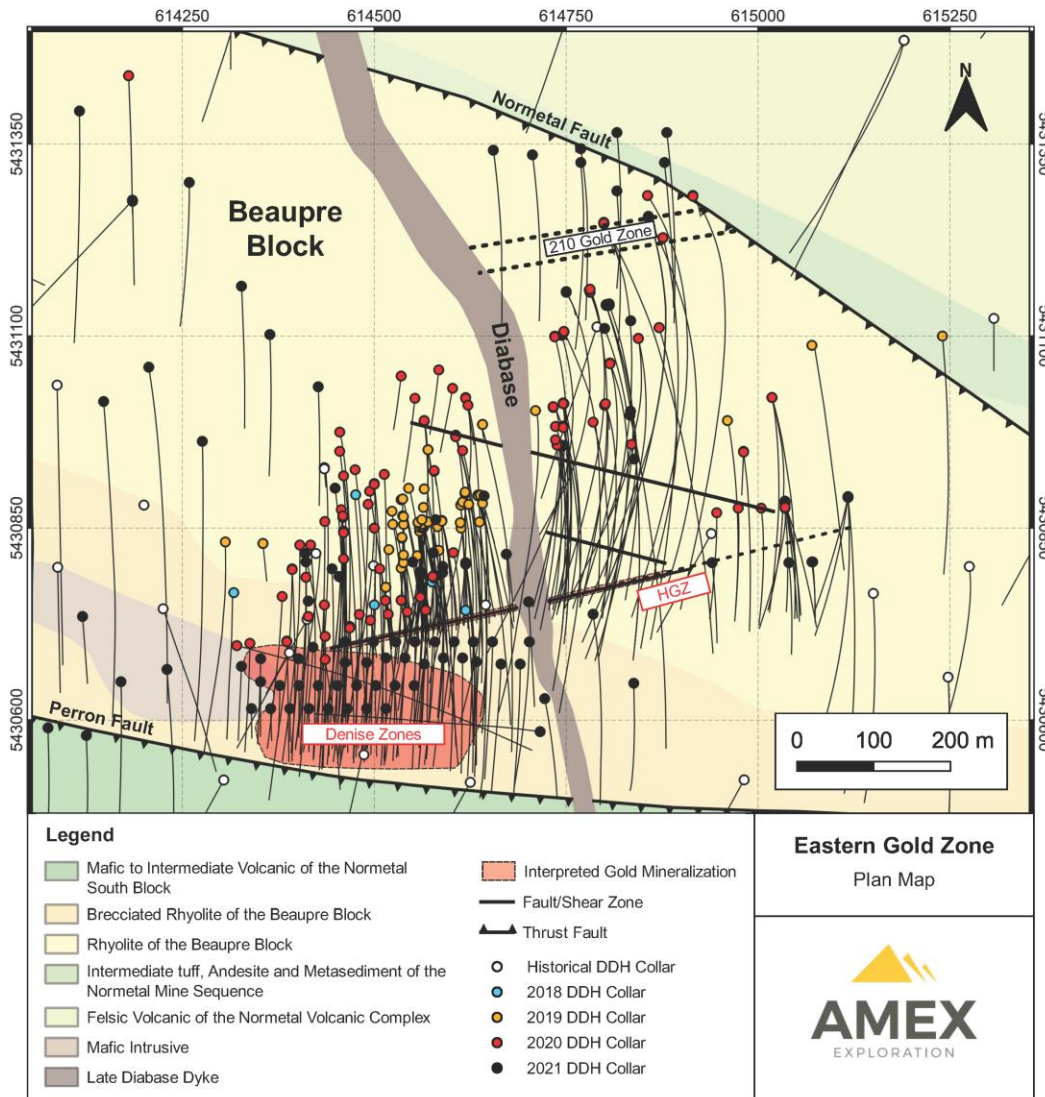 614250 614500 614750 615000 615250
N
Normetal Fault
5431350
5431350
Beaupre
Block
210 Gold Zone
5431100
5431100
Diabase
5430850
5430850
HGZ
Perron Fault
5430600
5430600
Denise Zones
0 100 200 m
Legend
Mafic to Intermediate Volcanic of the Normetal
South Block
Brecciated Rhyolite of the Beaupre Block
Rhyolite of the Beaupre Block
Intermediate tuff, Andesite and Metasediment of the
Normetal Mine Sequence
Felsic Volcanic of the Normetal Volcanic Complex
Mafic Intrusive
Late Diabase Dyke
Interpreted Gold Mineralization
Fault/Shear Zone
Thrust Fault
Historical DDH Collar
2018 DDH Collar
2019 DDH Collar
2020 DDH Collar
2021 DDH Collar
Eastern Gold Zone
Plan Map
AMEX
EXPLORATION